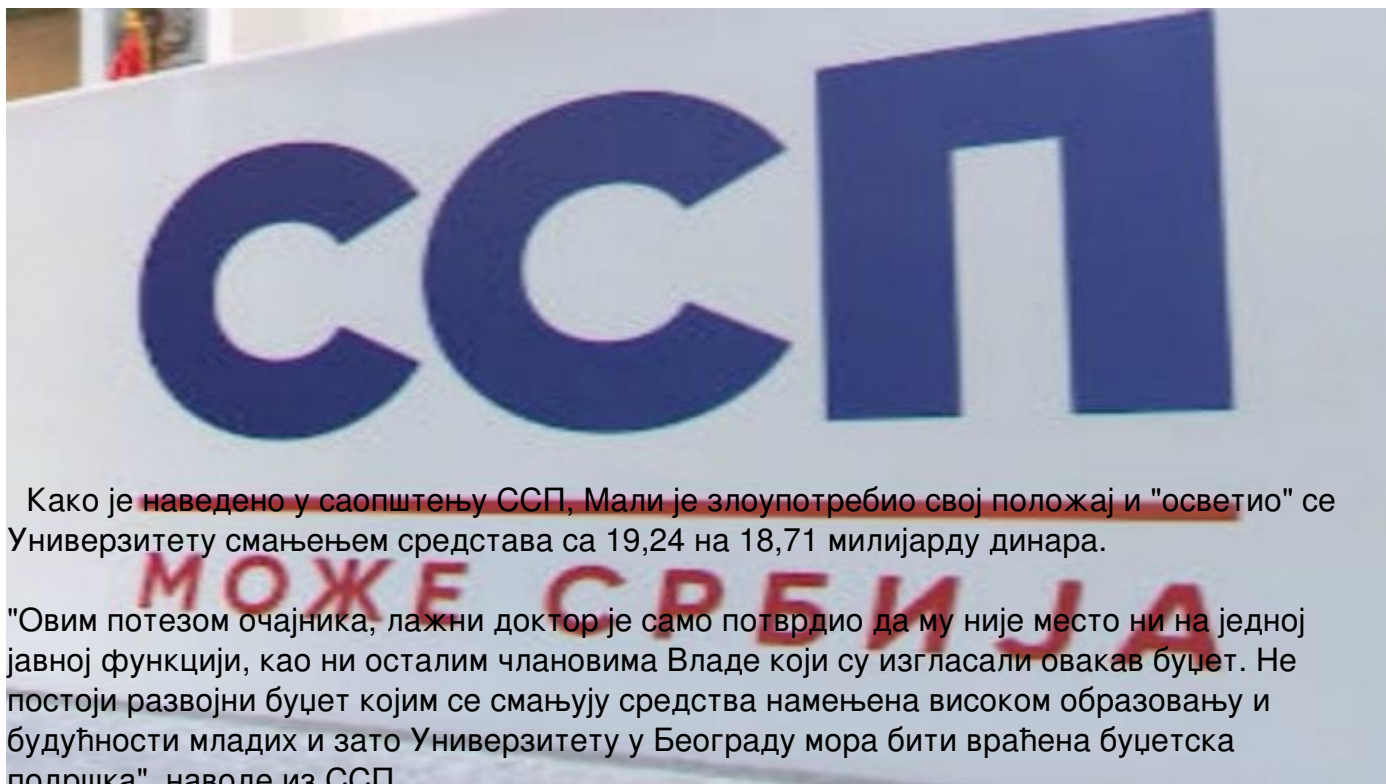 ССП
Како је наведено у саопштењу ССП, Мали је злоупотребио свој положај и "осветио" се
Универзитету смањењем средстава са 19,24 на 18,71 милијарду динара.
МОЖЕ СРБИЈА
"Овим потезом очајника, лажни доктор је само потврдио да му није место ни на једној
јавној функцији, као ни осталим члановима Владе који су изгласали овакав буџет. Не
постоји развојни буџет којим се смањују средства намењена високом образовању и
будућности младих и зато Универзитету у Београду мора бити враћена буџетска
подршка", наводе из ССП.